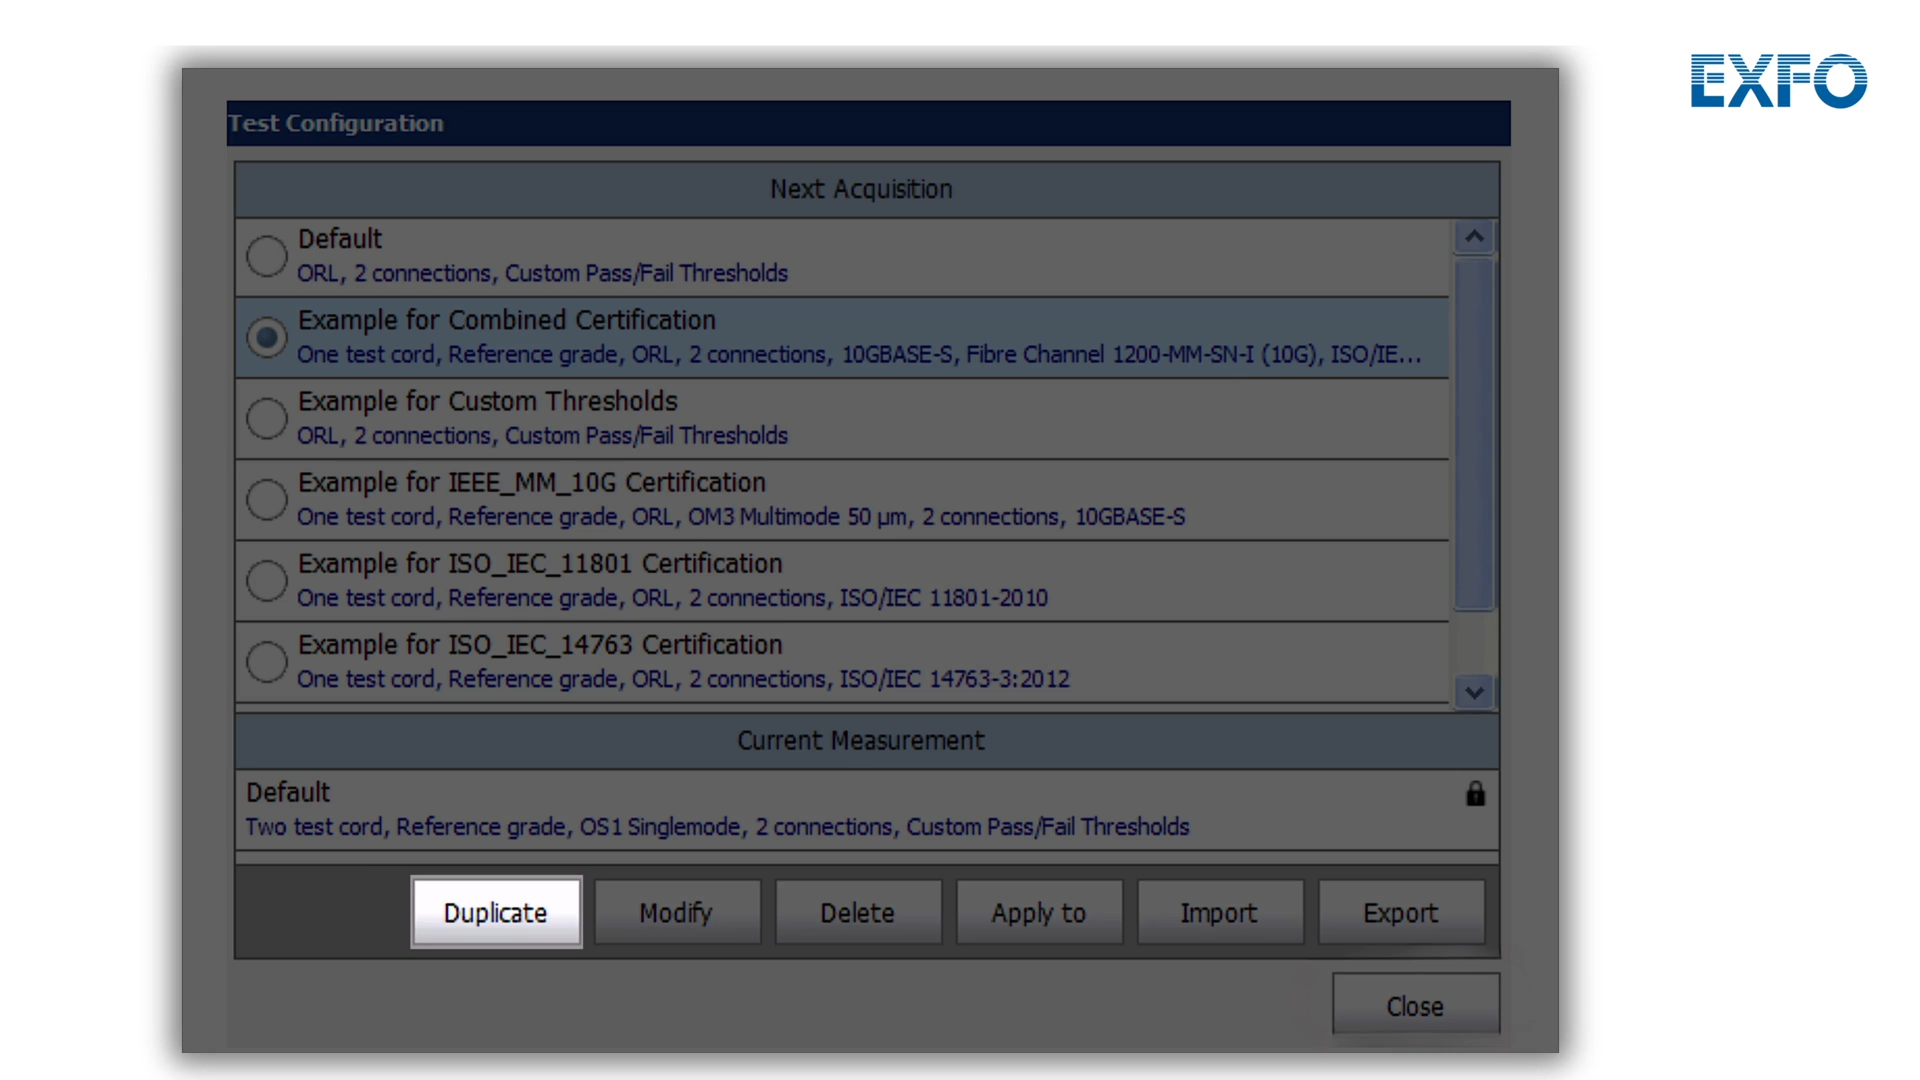 EXFO
Test Configuration
Next Acquisition
Default
ORL, 2 connections, Custom Pass/Fail Thresholds
Example for Combined Certification
One test cord, Reference grade, ORL, 2 connections, 10GBASE-S, Fibre Channel 1200-MM-SN-I (10G), ISO/IE...
Example for Custom Thresholds
ORL, 2 connections, Custom Pass/Fail Thresholds
Example for IEEE_MM_10G Certification
One test cord, Reference grade, ORL, OM3 Multimode 50 µm, 2 connections, 10GBASE-S
Example for ISO_IEC_11801 Certification
One test cord, Reference grade, ORL, 2 connections, ISO/IEC 11801-2010
Example for ISO_IEC_14763 Certification
One test cord, Reference grade, ORL, 2 connections, ISO/IEC 14763-3:2012
Current Measurement
Default
Two test cord, Reference grade, OS1 Singlemode, 2 connections, Custom Pass/Fail Thresholds
Duplicate Modify Delete Apply to Import Export
Close